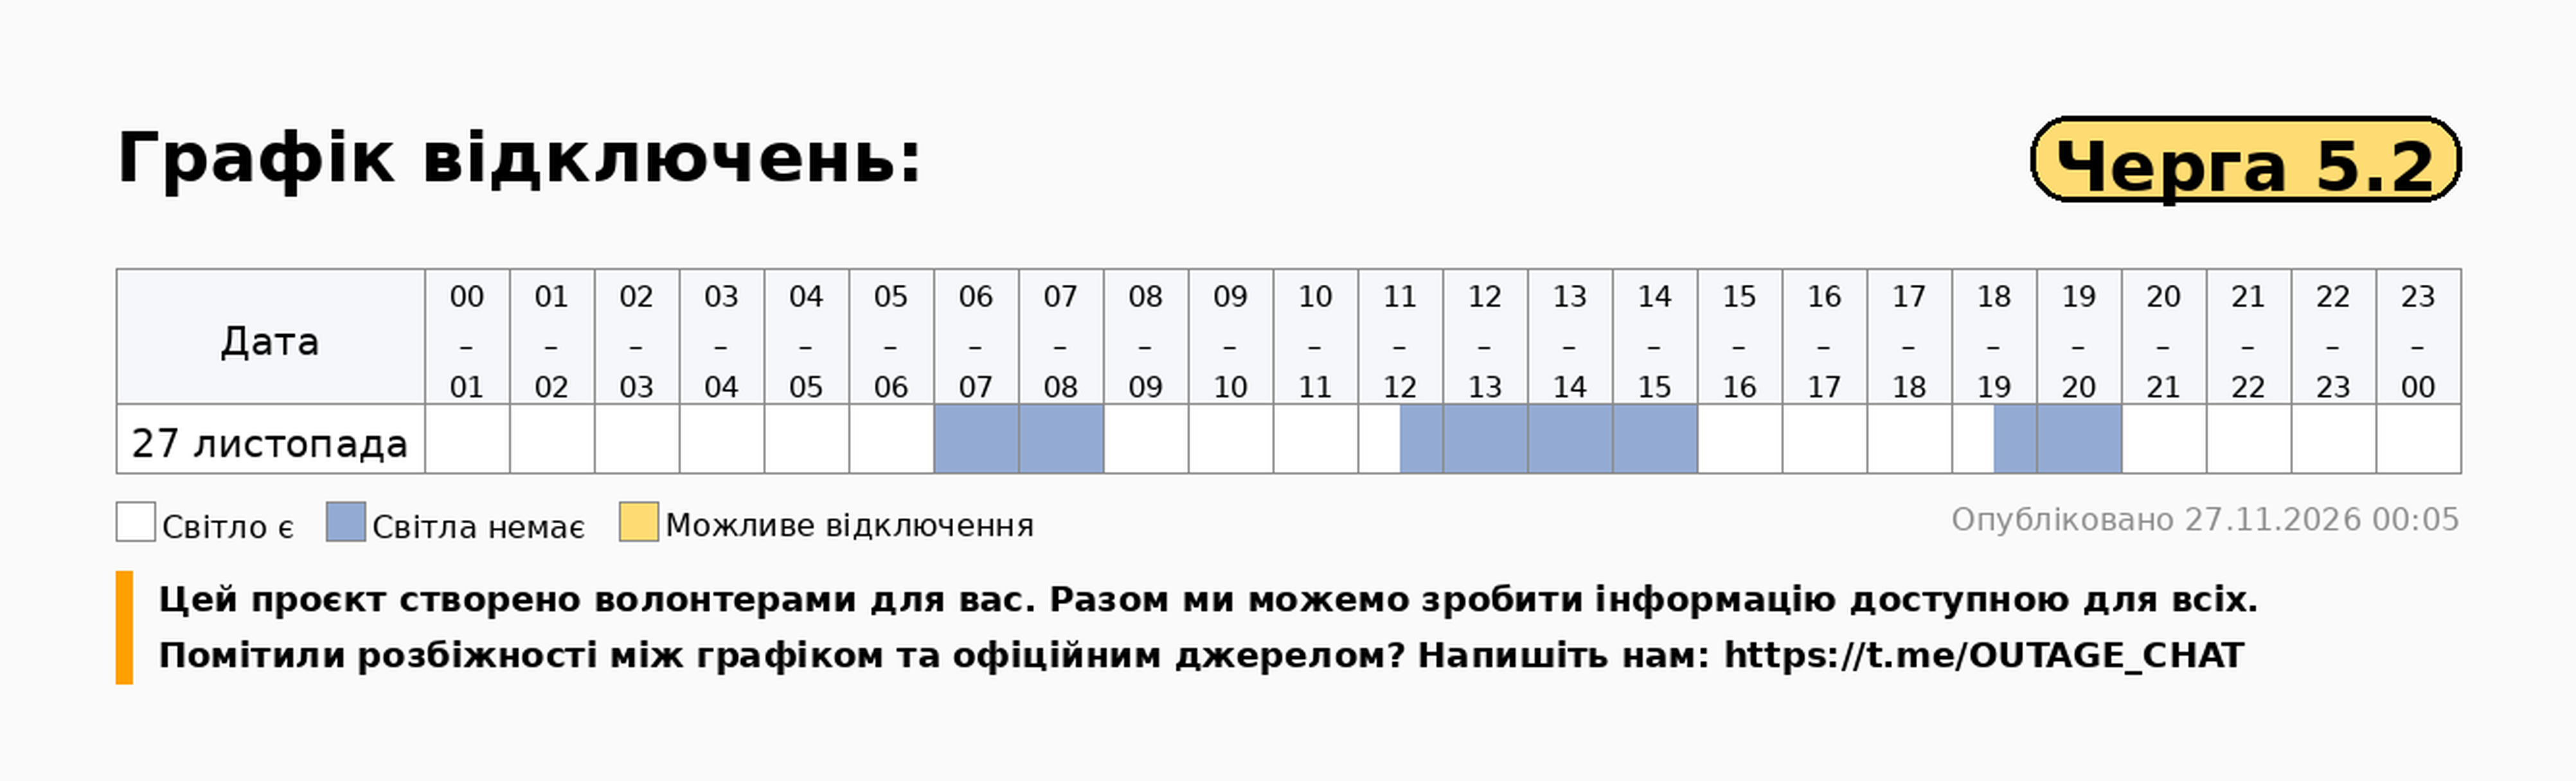 Графік відключень:
Черга 5.2
Дата 00 – 01 01 – 02 02 – 03 03 – 04 04 – 05 05 – 06 06 – 07 07 – 08 08 – 09 09 – 10 10 – 11 11 – 12 12 – 13 13 – 14 14 – 15 15 – 16 16 – 17 17 – 18 18 – 19 19 – 20 20 – 21 21 – 22 22 – 23 23 – 00
27 листопада
Світло є Світла немає Можливе відключення
Опубліковано 27.11.2026 00:05
Цей проєкт створено волонтерами для вас. Разом ми можемо зробити інформацію доступною для всіх.
Помітили розбіжності між графіком та офіційним джерелом? Напишіть нам: https://t.me/OUTAGE_CHAT